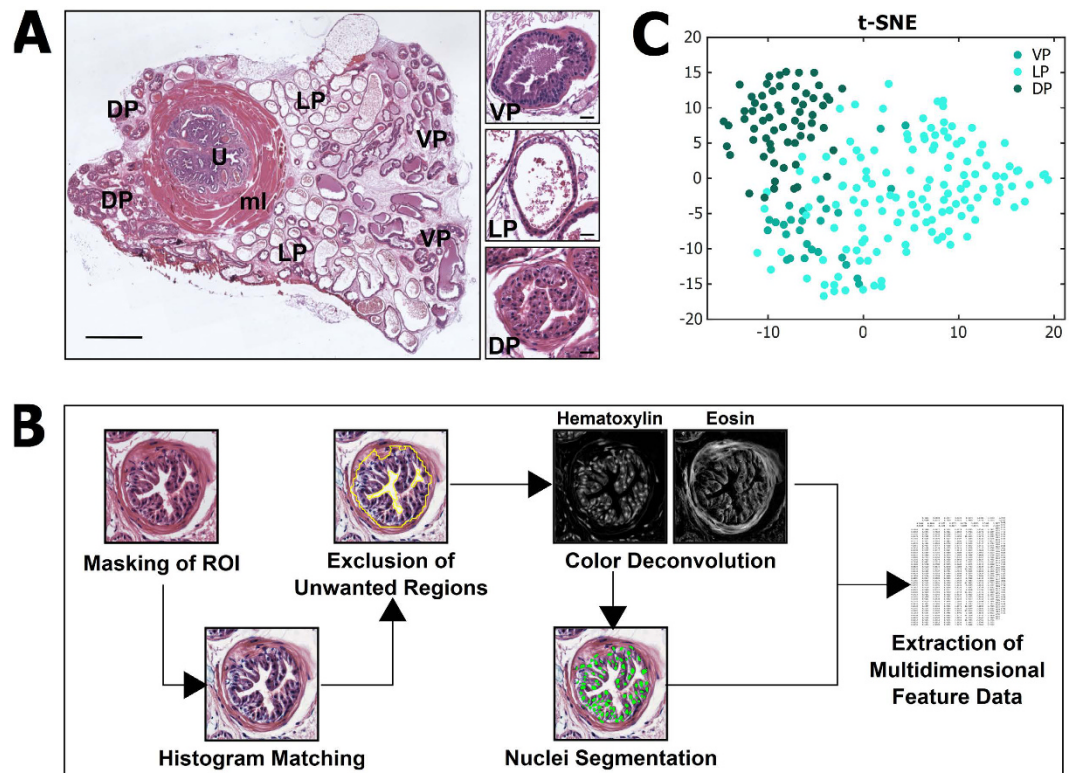 A
DP
LP
VP
U
DP
ml
LP
VP
VP
LP
DP
C
t-SNE
VP
LP
DP
20
15
10
5
0
-5
-10
-15
-20
-10 0 10 20
B
Hematoxylin Eosin
Masking of ROI
Exclusion of
Unwanted Regions
Color Deconvolution
Histogram Matching
Nuclei Segmentation
Extraction of
Multidimensional
Feature Data